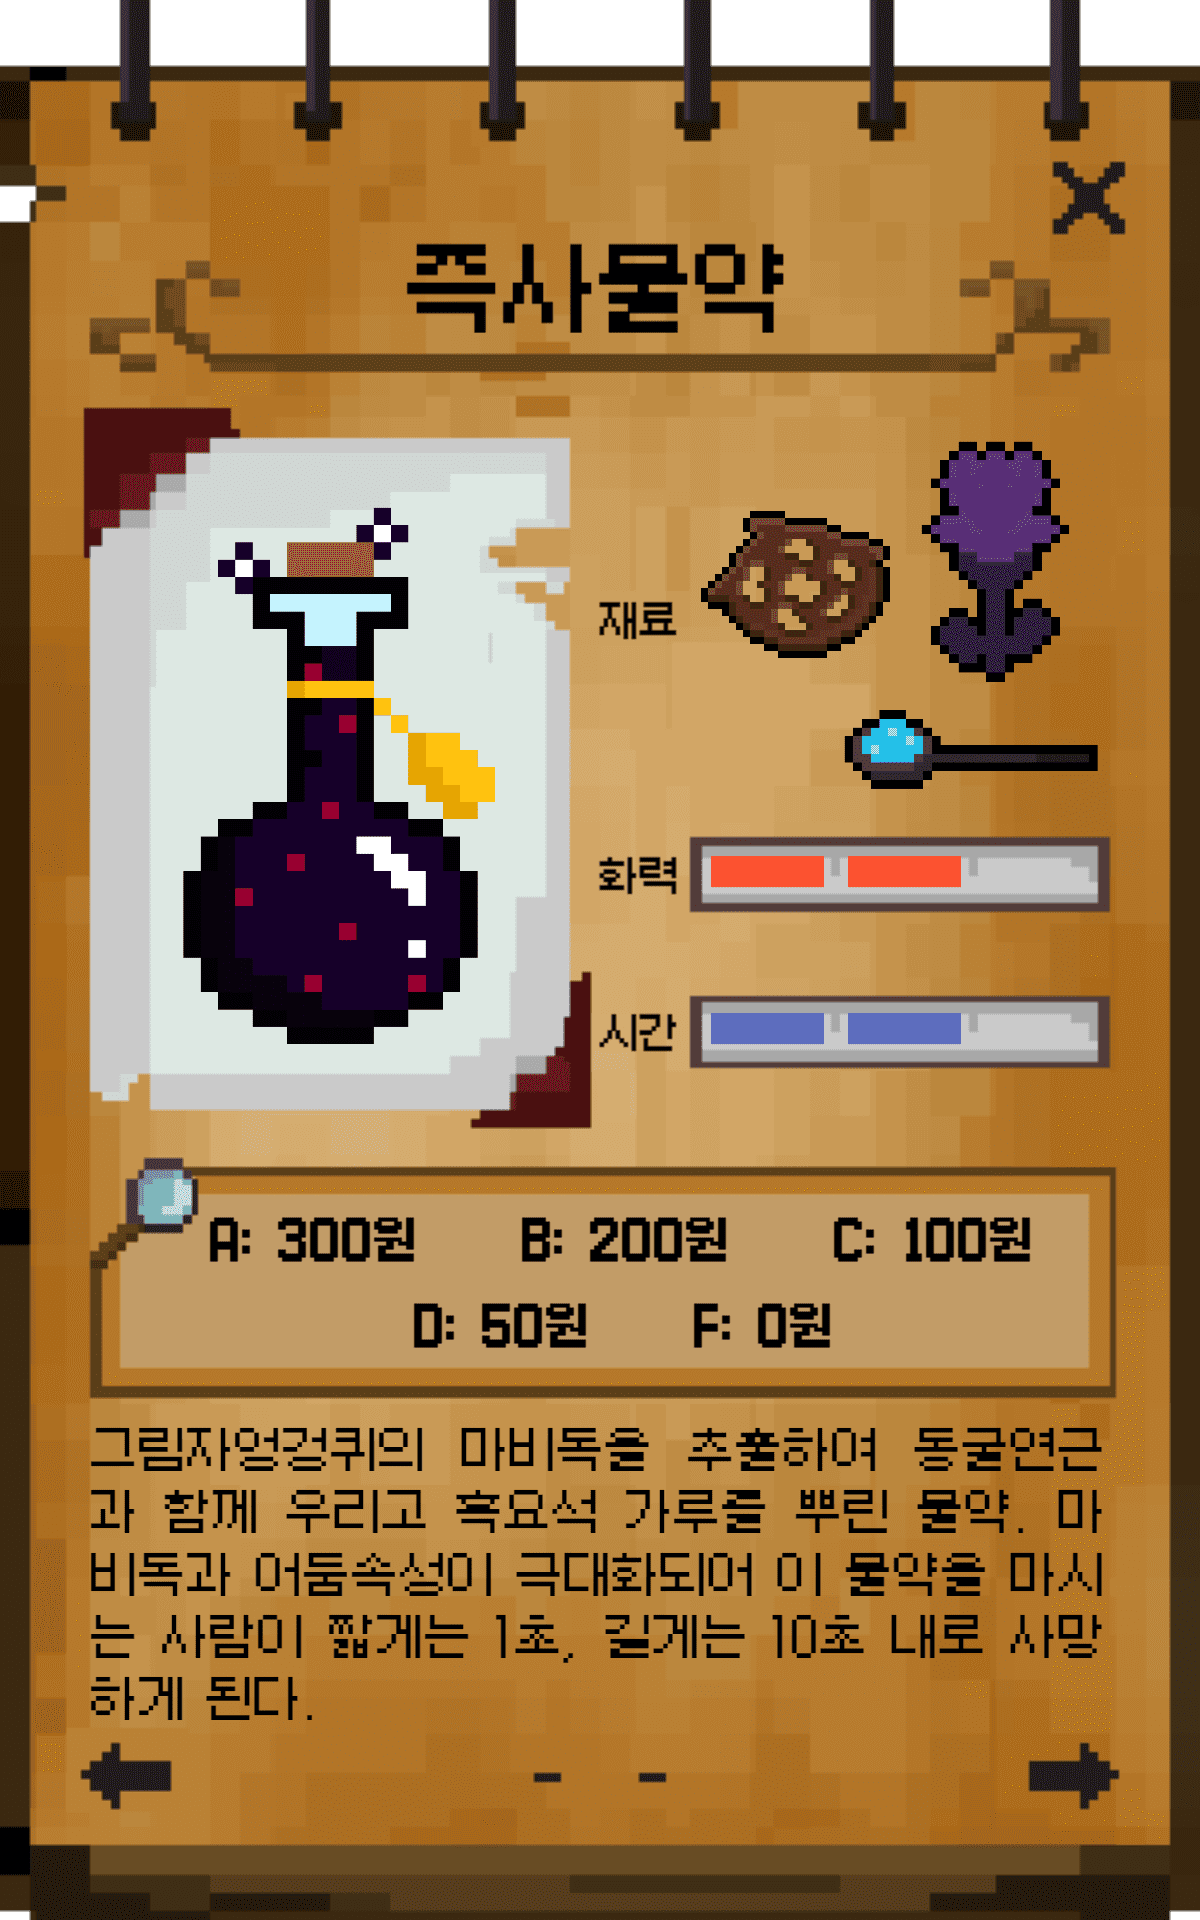 즉사물약
재료
화력
시간
A: 300원 B: 200원 C: 100원
D: 50원 F: 0원
그림자엉겅퀴의 마비독을 추출하여 동굴연근
과 함께 우리고 흑요석 가루를 뿌린 물약. 마
비독과 어둠속성이 극대화되어 이 물약을 마시
는 사람이 짧게는 1초, 길게는 10초 내로 사망
하게 된다.
- -